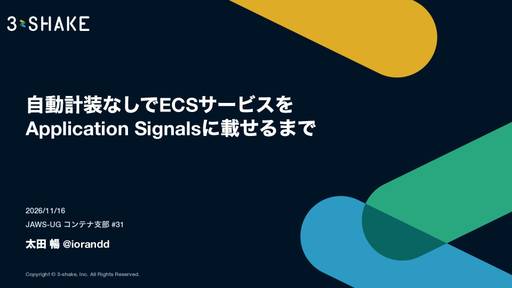 3-SHAKE
自動計装なしでECSサービスを
Application Signalsに載せるまで
2026/11/16
JAWS-UG コンテナ支部 #31
太田 暢 @iorandd
Copyright © 3-shake, Inc. All Rights Reserved.